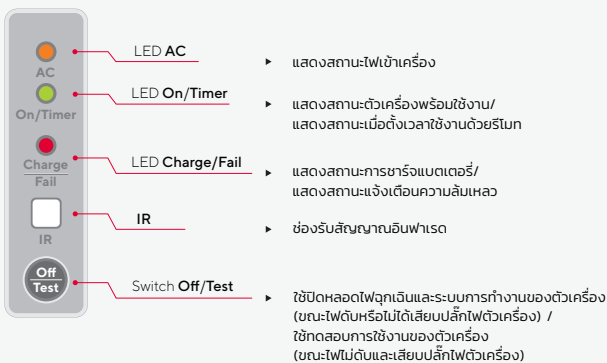 AC
On/Timer
Charge
Fail
IR
Off
Test
LED AC
แสดงสถานะไฟเข้าเครื่อง
LED On/Timer
แสดงสถานะตัวเครื่องพร้อมใช้งาน/
แสดงสถานะเมื่อตั้งเวลาใช้งานด้วยรีโมท
LED Charge/Fail
แสดงสถานะการชาร์จแบตเตอรี่/
แสดงสถานะแจ้งเตือนความล้มเหลว
IR
ช่องรับสัญญาณอินฟาเรด
Switch Off/Test
ใช้ปิดหลอดไฟฉุกเฉินและระบบการทำงานของตัวเครื่อง
(ขณะไฟดับหรือไม่ได้เสียบปลั๊กไฟตัวเครื่อง) /
ใช้ทดสอบการใช้งานของตัวเครื่อง
(ขณะไฟไม่ดับและเสียบปลั๊กไฟตัวเครื่อง)